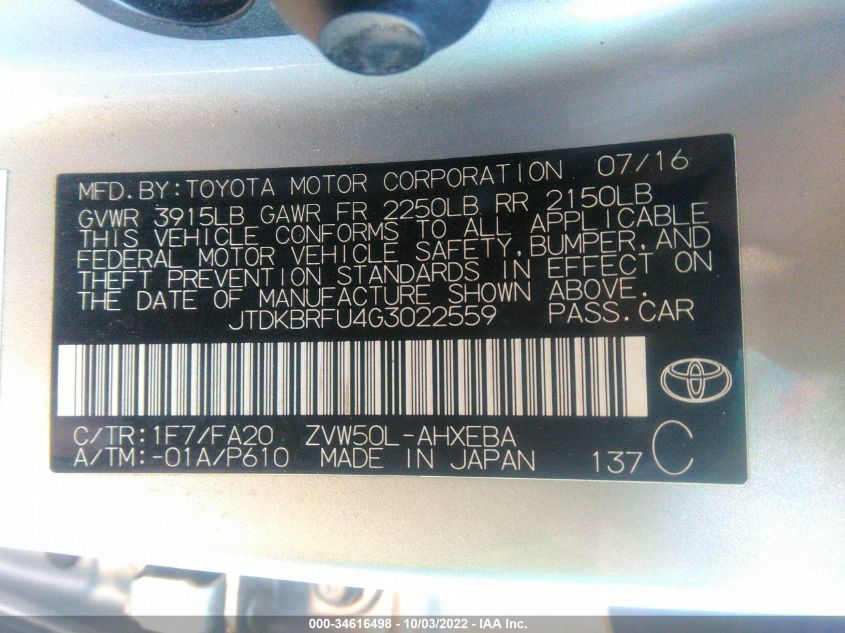 MFD. BY: TOYOTA MOTOR CORPORATION 07/16
GVWR 3915LB GAWR FR 2250LB RR 2150LB
THIS VEHICLE CONFORMS TO ALL APPLICABLE
FEDERAL MOTOR VEHICLE SAFETY, BUMPER, AND
THEFT PREVENTION STANDARDS IN EFFECT ON
THE DATE OF MANUFACTURE SHOWN ABOVE.
JTDKBRFU4G3022559 PASS. CAR
C/TR: 1F7/FA20 ZVW50L-AHXEBA
A/TM: -01A/P610 MADE IN JAPAN 137 C
000-34616498 - 10/03/2022 - IAA Inc.